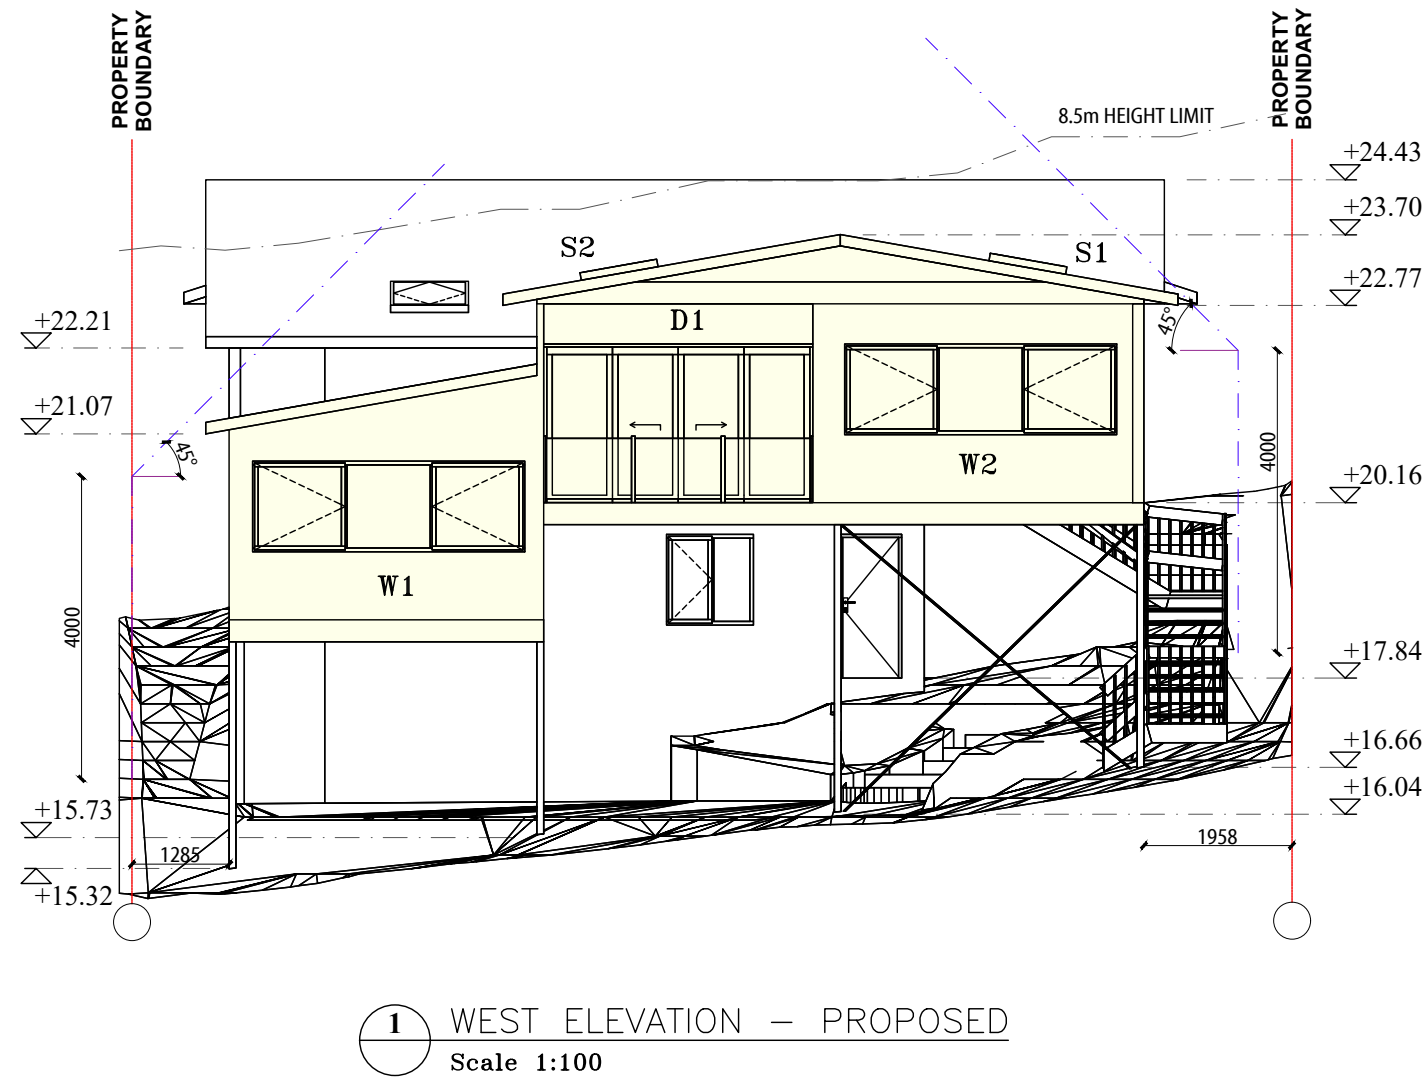 PROPERTY
BOUNDARY
PROPERTY
BOUNDARY
8.5m HEIGHT LIMIT
+24.43
+23.70
+22.77
+22.21
+21.07
+20.16
+17.84
+16.66
+16.04
+15.73
+15.32
S2
S1
D1
W2
W1
45°
45°
4000
4000
1285
1958
1
WEST ELEVATION – PROPOSED
Scale 1:100